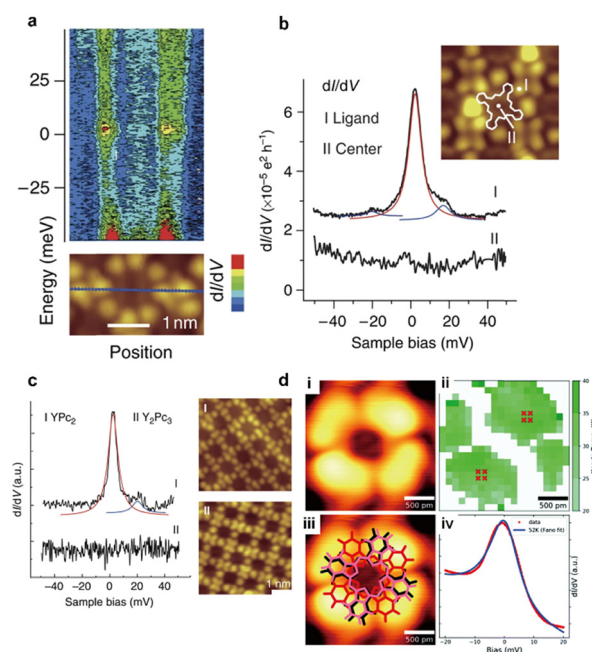 a
50
25
0
−25
Energy (meV)
1 nm
Position
dI/dV
b
dI/dV
I Ligand
II Center
I
II
I
II
6
4
2
0
dI/dV (×10⁻⁵ e² h⁻¹)
−40 −20 0 20 40
Sample bias (mV)
c
I YPc₂ II Y₂Pc₃
I
II
dI/dV (a.u.)
−40 −20 0 20 40
Sample bias (mV)
I
II
1 nm
d
i
500 pm
ii
500 pm
40
35
30
25
20
iii
500 pm
iv
data
52K (Fano fit)
dI/dV (a.u.)
−20 −10 0 10 20
Bias (mV)